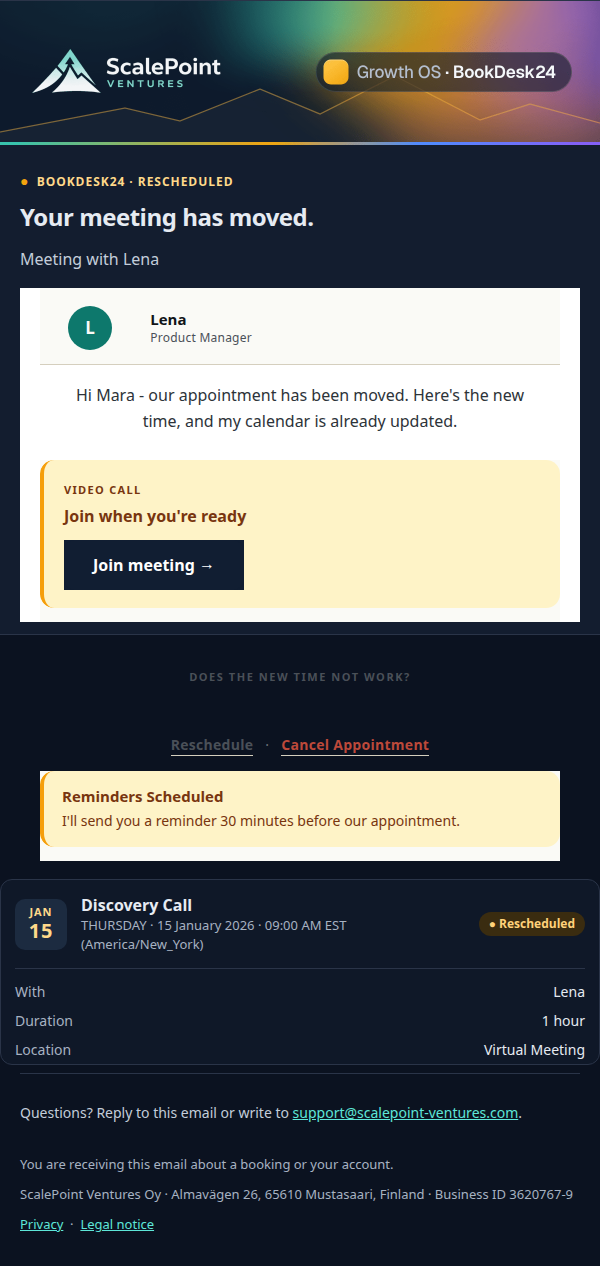 ScalePoint
VENTURES
Growth OS · BookDesk24
● BOOKDESK24 · RESCHEDULED
Your meeting has moved.
Meeting with Lena
L
Lena
Product Manager
Hi Mara - our appointment has been moved. Here's the new
time, and my calendar is already updated.
VIDEO CALL
Join when you're ready
Join meeting →
DOES THE NEW TIME NOT WORK?
Reschedule · Cancel Appointment
Reminders Scheduled
I'll send you a reminder 30 minutes before our appointment.
JAN
15
Discovery Call
THURSDAY · 15 January 2026 · 09:00 AM EST
(America/New_York)
● Rescheduled
With Lena
Duration 1 hour
Location Virtual Meeting
Questions? Reply to this email or write to support@scalepoint-ventures.com.
You are receiving this email about a booking or your account.
ScalePoint Ventures Oy · Almavägen 26, 65610 Mustasaari, Finland · Business ID 3620767-9
Privacy · Legal notice